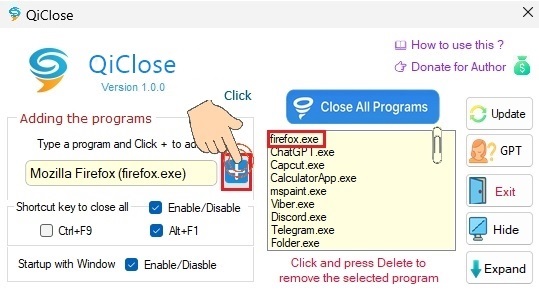 QiClose
QiClose
Version 1.0.0
How to use this ?
Donate for Author
Click
Close All Programs
Adding the programs
Type a program and Click + to ad
Mozilla Firefox (firefox.exe)
Shortcut key to close all
Enable/Disable
Ctrl+F9
Alt+F1
Startup with Window
Enable/Diasble
firefox.exe
ChatGPT.exe
Capcut.exe
CalculatorApp.exe
mspaint.exe
Viber.exe
Discord.exe
Telegram.exe
Folder.exe
Click and press Delete to
remove the selected program
Update
GPT
Exit
Hide
Expand